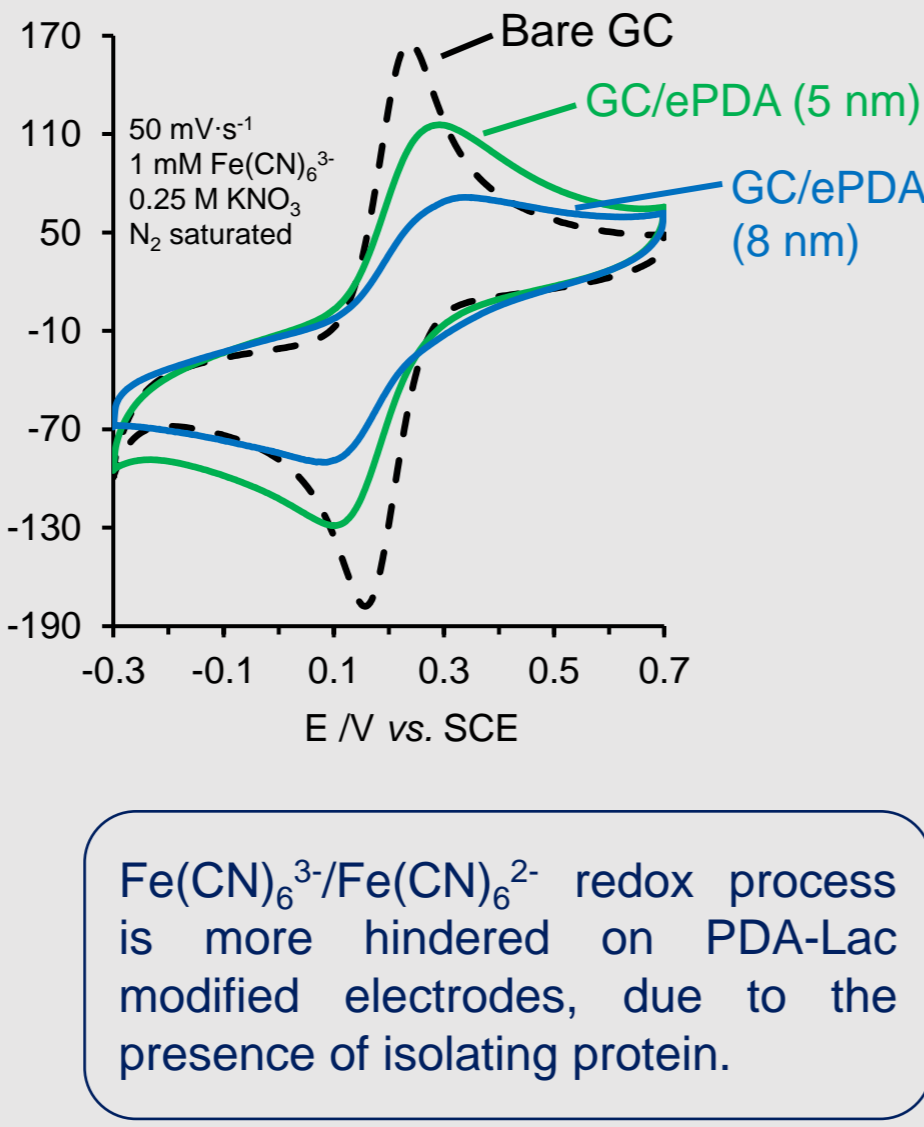 170
110
50
-10
-70
-130
-190
-0.3 -0.1 0.1 0.3 0.5 0.7
E /V vs. SCE
50 mV·s⁻¹
1 mM Fe(CN)₆³⁻
0.25 M KNO₃
N₂ saturated
Bare GC
GC/ePDA (5 nm)
GC/ePDA
(8 nm)
Fe(CN)₆³⁻/Fe(CN)₆²⁻ redox process
is more hindered on PDA-Lac
modified electrodes, due to the
presence of isolating protein.